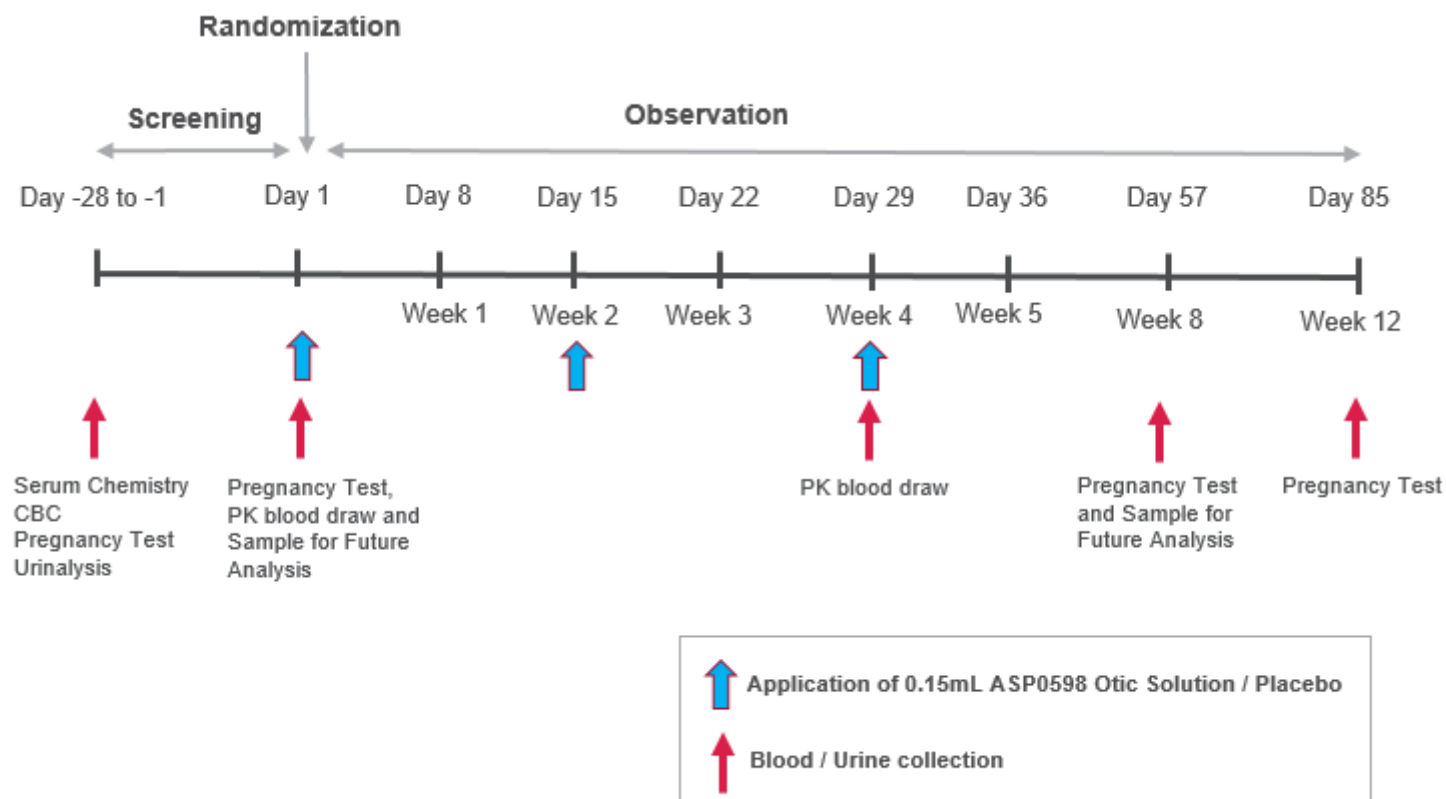 Randomization
Screening
Observation
Day -28 to -1
Day 1
Day 8
Day 15
Day 22
Day 29
Day 36
Day 57
Day 85
Week 1
Week 2
Week 3
Week 4
Week 5
Week 8
Week 12
Serum Chemistry
CBC
Pregnancy Test
Urinalysis
Pregnancy Test,
PK blood draw and
Sample for Future
Analysis
PK blood draw
Pregnancy Test
and Sample for
Future Analysis
Pregnancy Test
Application of 0.15mL ASP0598 Otic Solution / Placebo
Blood / Urine collection